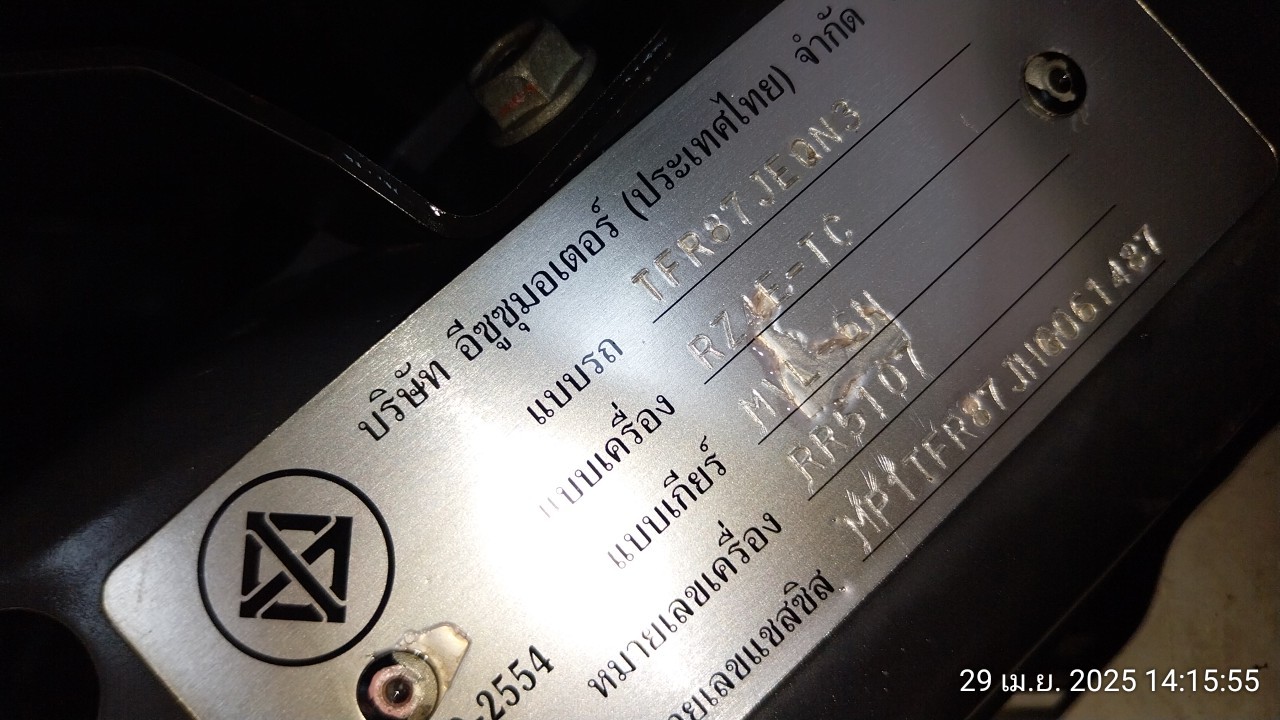 บริษัท อีซูซุมอเตอร์ (ประเทศไทย) จำกัด
แบบรถ TFR87JEQN3
แบบเครื่อง RZ4E-TC
แบบเกียร์
หมายเลขเครื่อง RR5107
หมายเลขแชสซิส MP1TFR87JHG061487
-2554
29 เม.ย. 2025 14:15:55